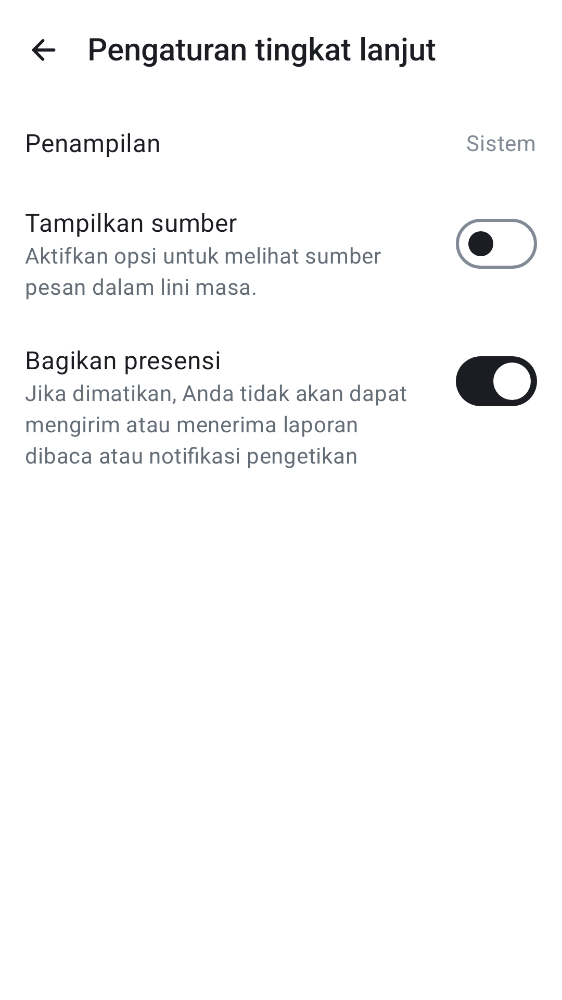 Pengaturan tingkat lanjut
Penampilan
Sistem
Tampilkan sumber
Aktifkan opsi untuk melihat sumber
pesan dalam lini masa.
Bagikan presensi
Jika dimatikan, Anda tidak akan dapat
mengirim atau menerima laporan
dibaca atau notifikasi pengetikan